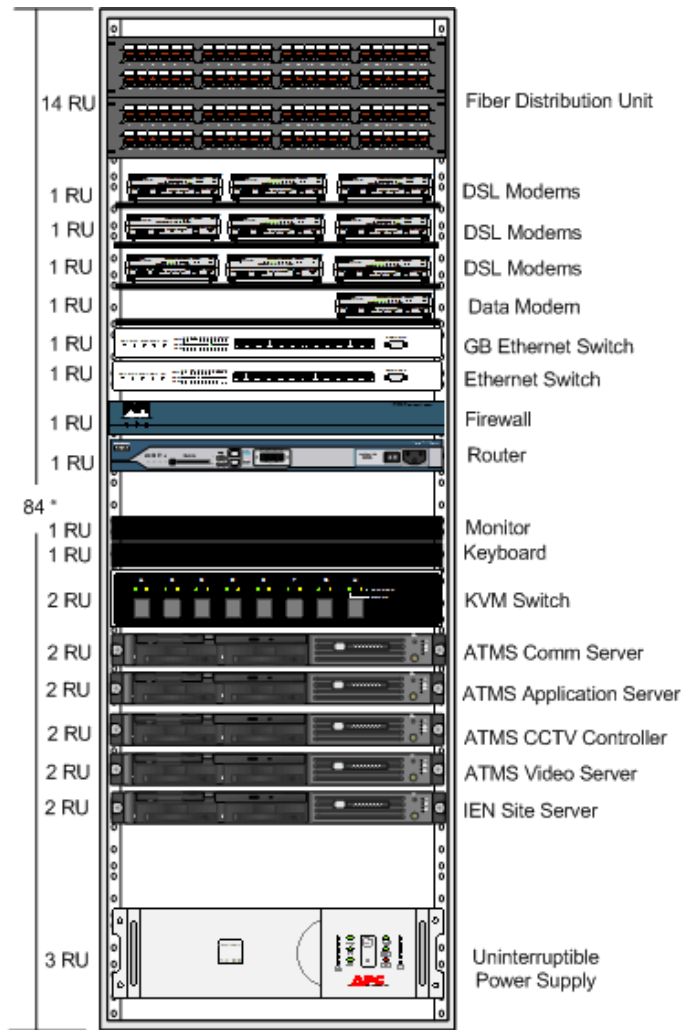 14 RU Fiber Distribution Unit
1 RU DSL Modems
1 RU DSL Modems
1 RU DSL Modems
1 RU Data Modem
1 RU GB Ethernet Switch
1 RU Ethernet Switch
1 RU Firewall
1 RU Router
84 "
1 RU Monitor
1 RU Keyboard
2 RU KVM Switch
2 RU ATMS Comm Server
2 RU ATMS Application Server
2 RU ATMS CCTV Controller
2 RU ATMS Video Server
2 RU IEN Site Server
3 RU Uninterruptible
Power Supply
APC